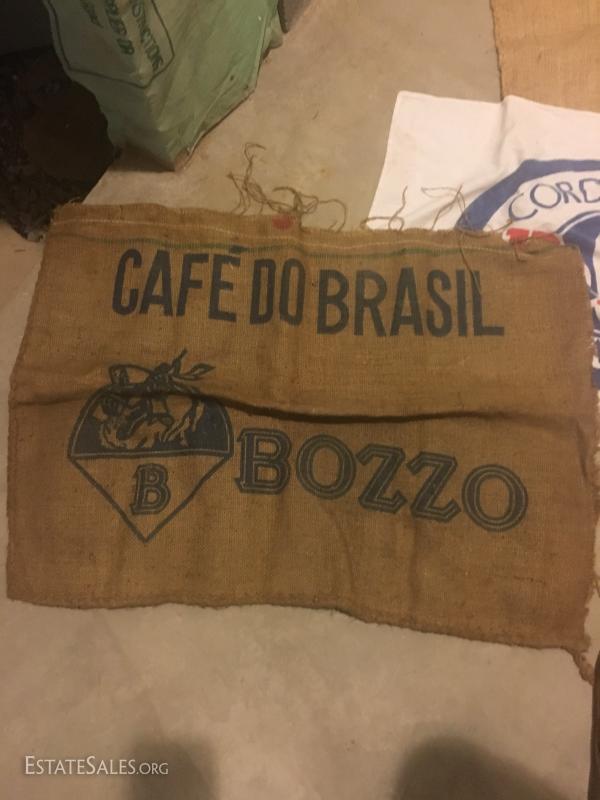 CAFÉ DO BRASIL
B
BOZZO
CORD
ESTATESALES.ORG